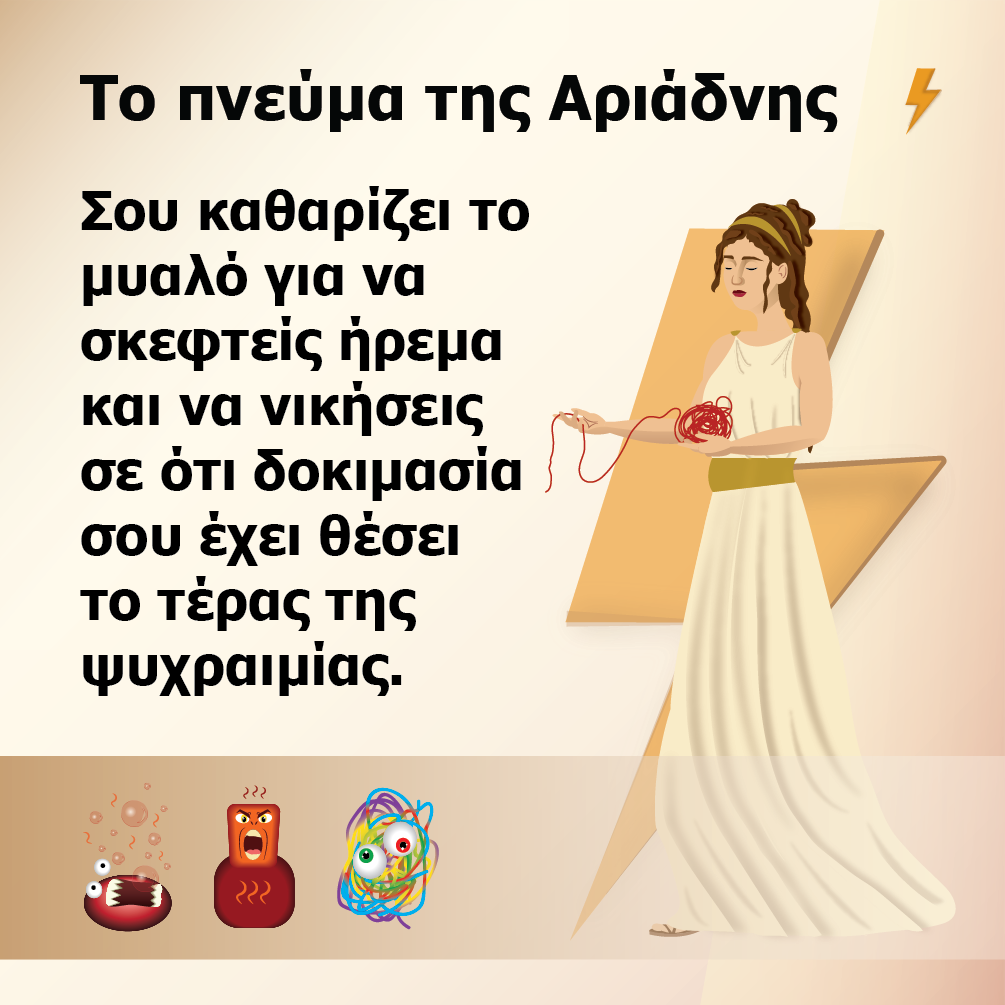 Το πνεύμα της Αριάδνης
Σου καθαρίζει το
μυαλό για να
σκεφτείς ήρεμα
και να νικήσεις
σε ότι δοκιμασία
σου έχει θέσει
το τέρας της
ψυχραιμίας.